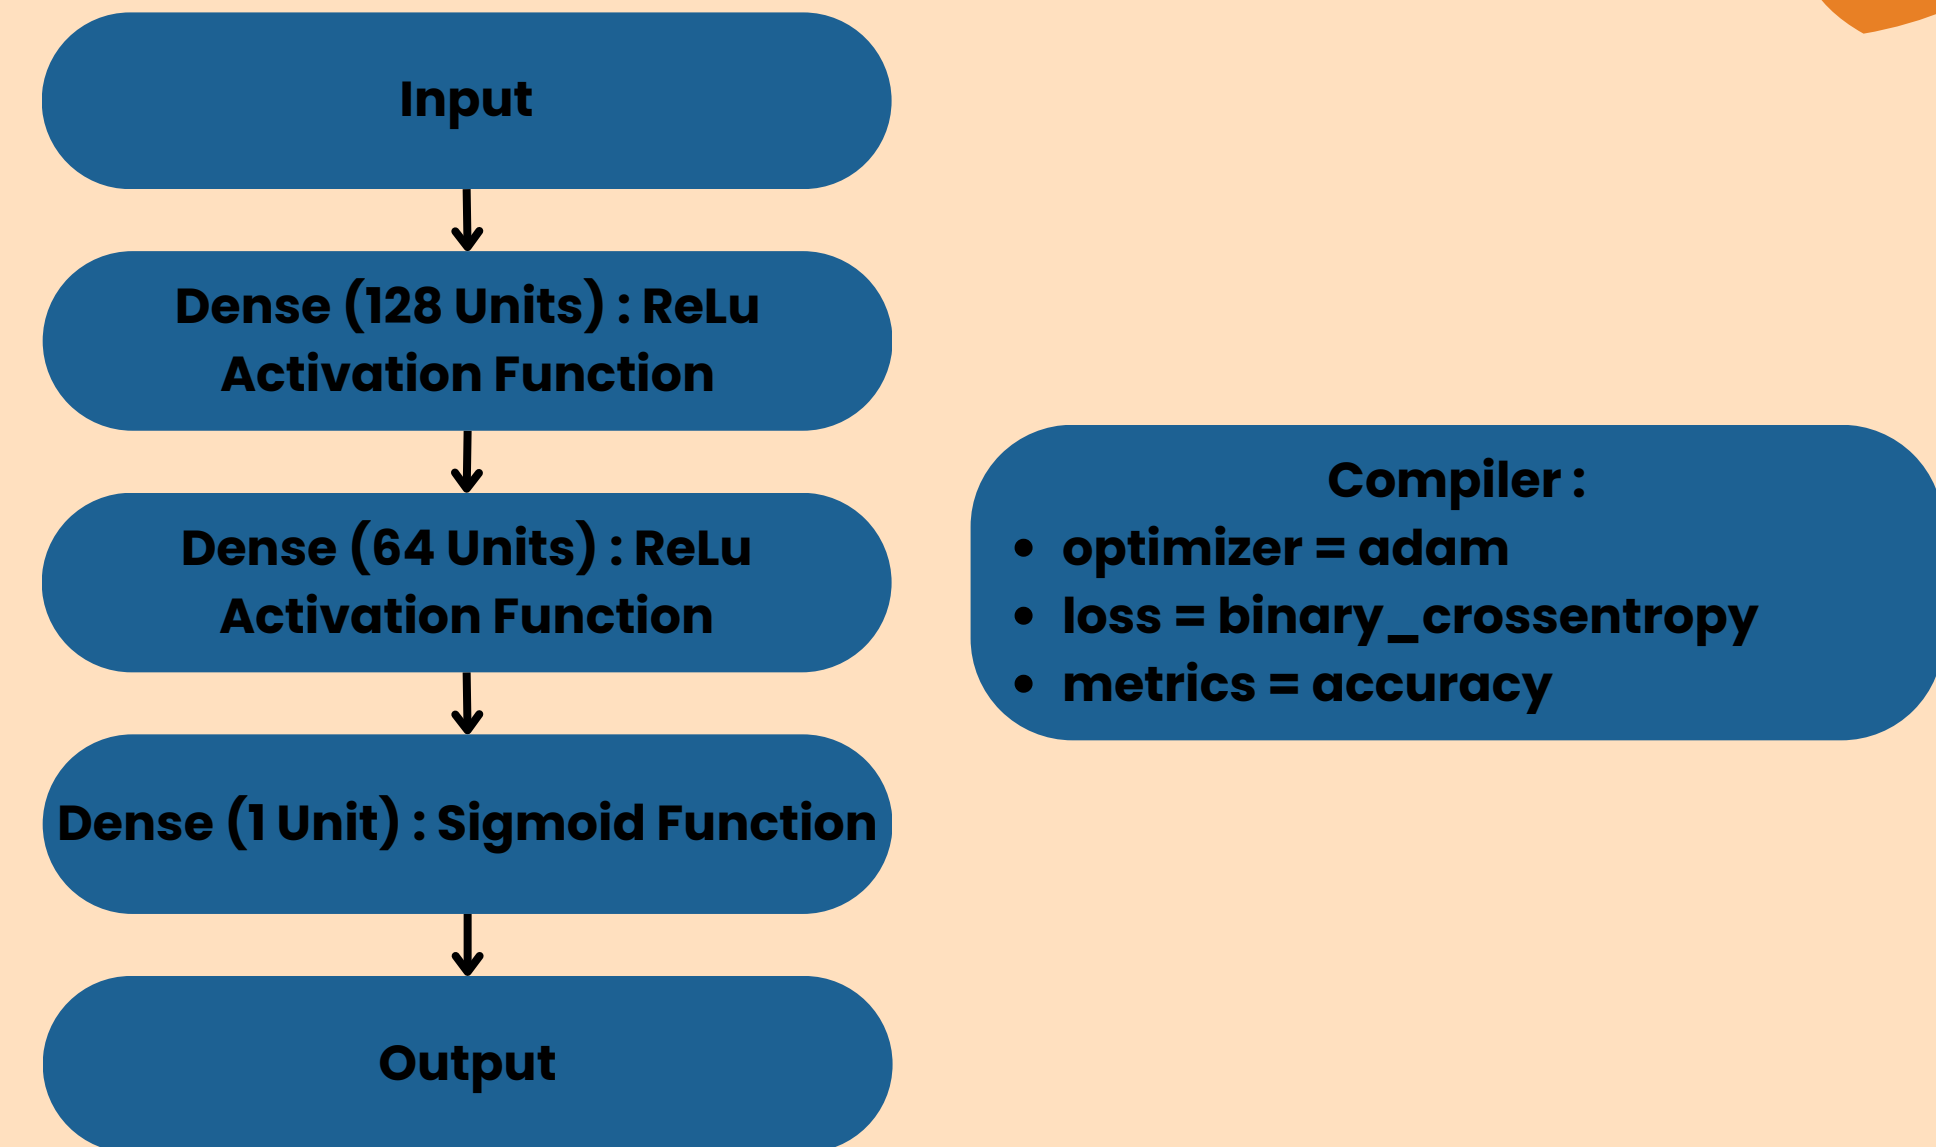 Input
Dense (128 Units) : ReLu
Activation Function
Dense (64 Units) : ReLu
Activation Function
Dense (1 Unit) : Sigmoid Function
Output
Compiler :
• optimizer = adam
• loss = binary_crossentropy
• metrics = accuracy